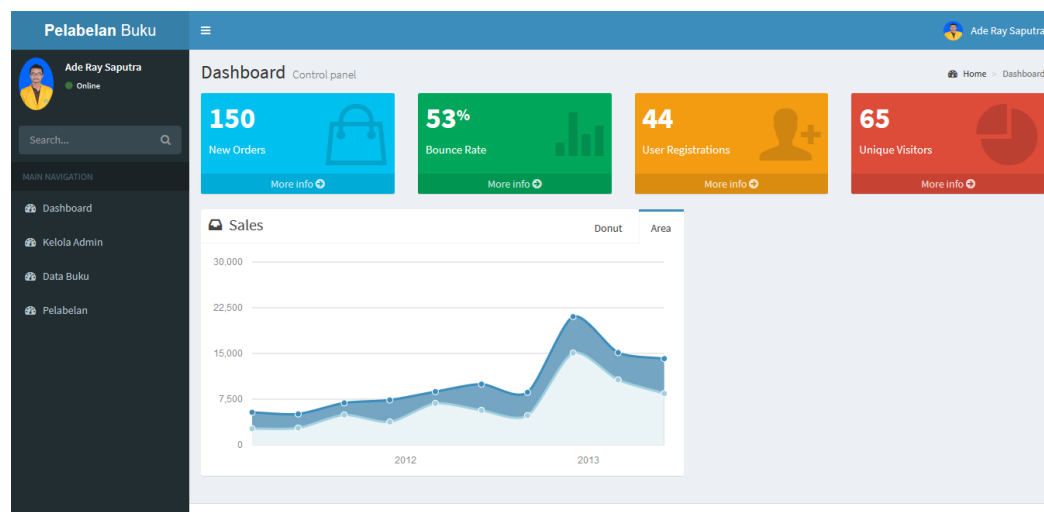 Pelabelan Buku
Ade Ray Saputra
Ade Ray Saputra
Online
Search...
MAIN NAVIGATION
Dashboard
Kelola Admin
Data Buku
Pelabelan
Dashboard Control panel
Home > Dashboard
150
New Orders
More info
53%
Bounce Rate
More info
44
User Registrations
More info
65
Unique Visitors
More info
Sales
Donut Area
30,000
22,500
15,000
7,500
0
2012 2013